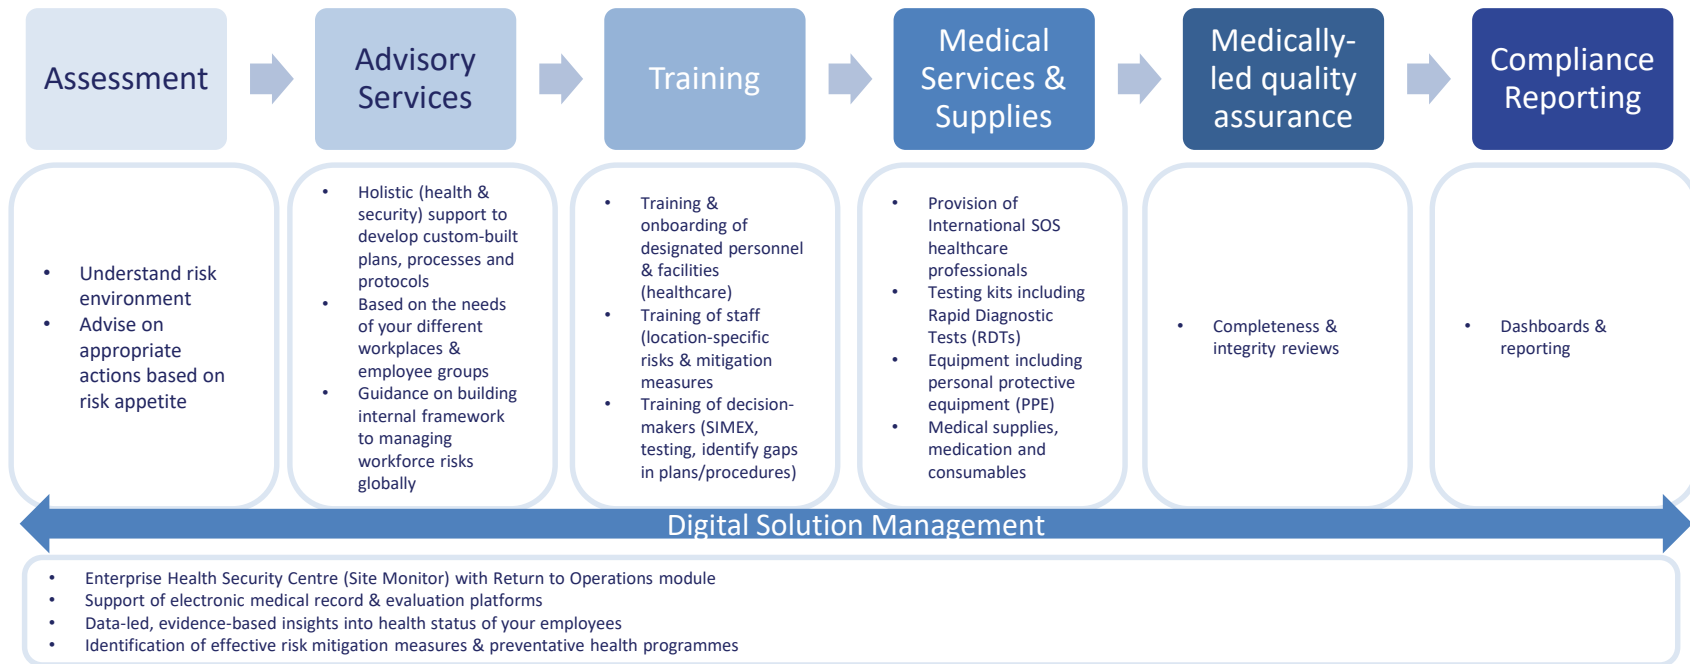 Assessment
Advisory
Services
Training
Medical
Services &
Supplies
Medically-
led quality
assurance
Compliance
Reporting
• Understand risk
environment
• Advise on
appropriate
actions based on
risk appetite
• Holistic (health &
security) support to
develop custom-built
plans, processes and
protocols
• Based on the needs
of your different
workplaces &
employee groups
• Guidance on building
internal framework
to managing
workforce risks
globally
• Training &
onboarding of
designated personnel
& facilities
(healthcare)
• Training of staff
(location-specific
risks & mitigation
measures
• Training of decision-
makers (SIMEX,
testing, identify gaps
in plans/procedures)
• Provision of
International SOS
healthcare
professionals
• Testing kits including
Rapid Diagnostic
Tests (RDTs)
• Equipment including
personal protective
equipment (PPE)
• Medical supplies,
medication and
consumables
• Completeness &
integrity reviews
• Dashboards &
reporting
Digital Solution Management
• Enterprise Health Security Centre (Site Monitor) with Return to Operations module
• Support of electronic medical record & evaluation platforms
• Data-led, evidence-based insights into health status of your employees
• Identification of effective risk mitigation measures & preventative health programmes